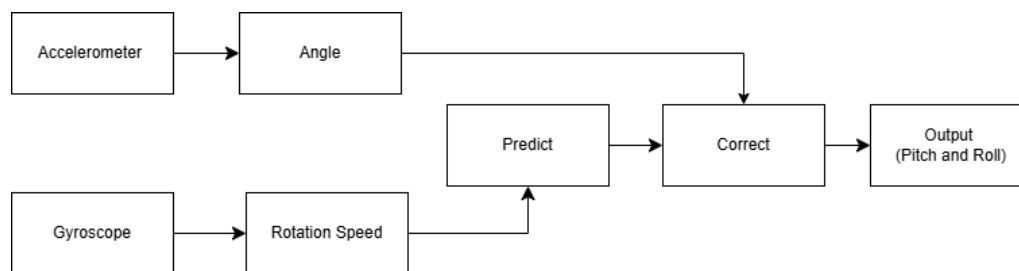 Accelerometer
Angle
Predict
Correct
Output
(Pitch and Roll)
Gyroscope
Rotation Speed